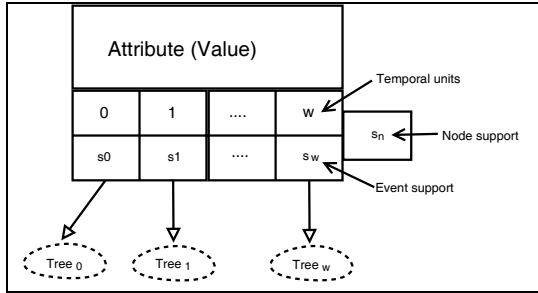 Attribute (Value)
Temporal units
0 1 .... w
sn Node support
s0 s1 .... sw
Event support
Tree 0 Tree 1 Tree w